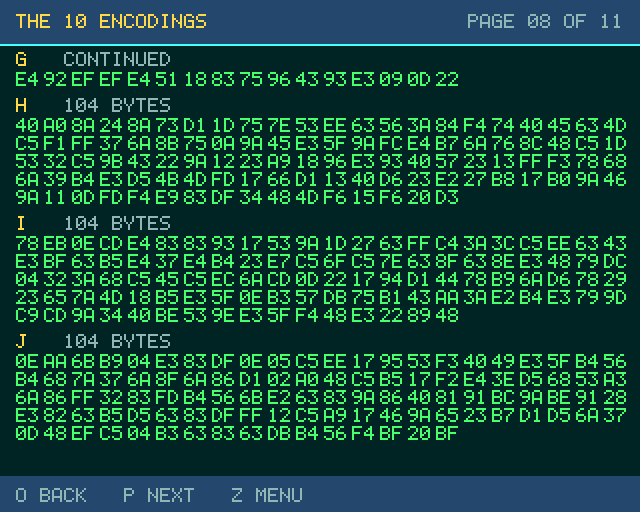 THE 10 ENCODINGS PAGE 08 OF 11
G CONTINUED
E4 92 EF EF E4 51 18 83 75 96 43 93 E3 09 0D 22
H 104 BYTES
40 A0 8A 24 8A 73 D1 1D 75 7E 53 EE 63 56 3A 84 F4 74 40 45 63 4D
C5 F1 FF 37 6A 8B 75 0A 9A 45 E3 5F 9A FC E4 B7 6A 76 8C 48 C5 1D
53 32 C5 9B 43 22 9A 12 23 A9 18 96 E3 93 40 57 23 13 FF F3 78 68
6A 39 B4 E3 D5 4B 4D FD 17 66 D1 13 40 D6 23 E2 27 B8 17 B0 9A 46
9A 11 0D FD F4 E9 83 DF 34 48 4D F6 15 F6 20 D3
I 104 BYTES
78 EB 0E CD E4 83 83 93 17 53 9A 1D 27 63 FF C4 3A 3C C5 EE 63 43
E3 BF 63 B5 E4 37 E4 B4 23 E7 C5 6F C5 7E 63 8F 63 8E E3 48 79 DC
04 32 3A 68 C5 45 C5 EC 6A CD 0D 22 17 94 D1 44 78 B9 6A D6 78 29
23 65 7A 4D 18 B5 E3 5F 0E B3 57 DB 75 B1 43 AA 3A E2 B4 E3 79 9D
C9 CD 9A 34 40 BE 53 9E E3 5F F4 48 E3 22 89 48
J 104 BYTES
0E AA 6B B9 04 E3 83 DF 0E 05 C5 EE 17 95 53 F3 40 49 E3 5F B4 56
B4 68 7A 37 6A 8F 6A 86 D1 02 A0 48 C5 B5 17 F2 E4 3E D5 68 53 A3
6A 86 FF 32 83 FD B4 56 6B E2 63 83 9A 86 40 81 91 BC 9A BE 91 28
E3 82 63 B5 D5 63 83 DF FF 12 C5 A9 17 46 9A 65 23 B7 D1 D5 6A 37
0D 48 EF C5 04 B3 63 83 63 DB B4 56 F4 BF 20 BF
O BACK P NEXT Z MENU